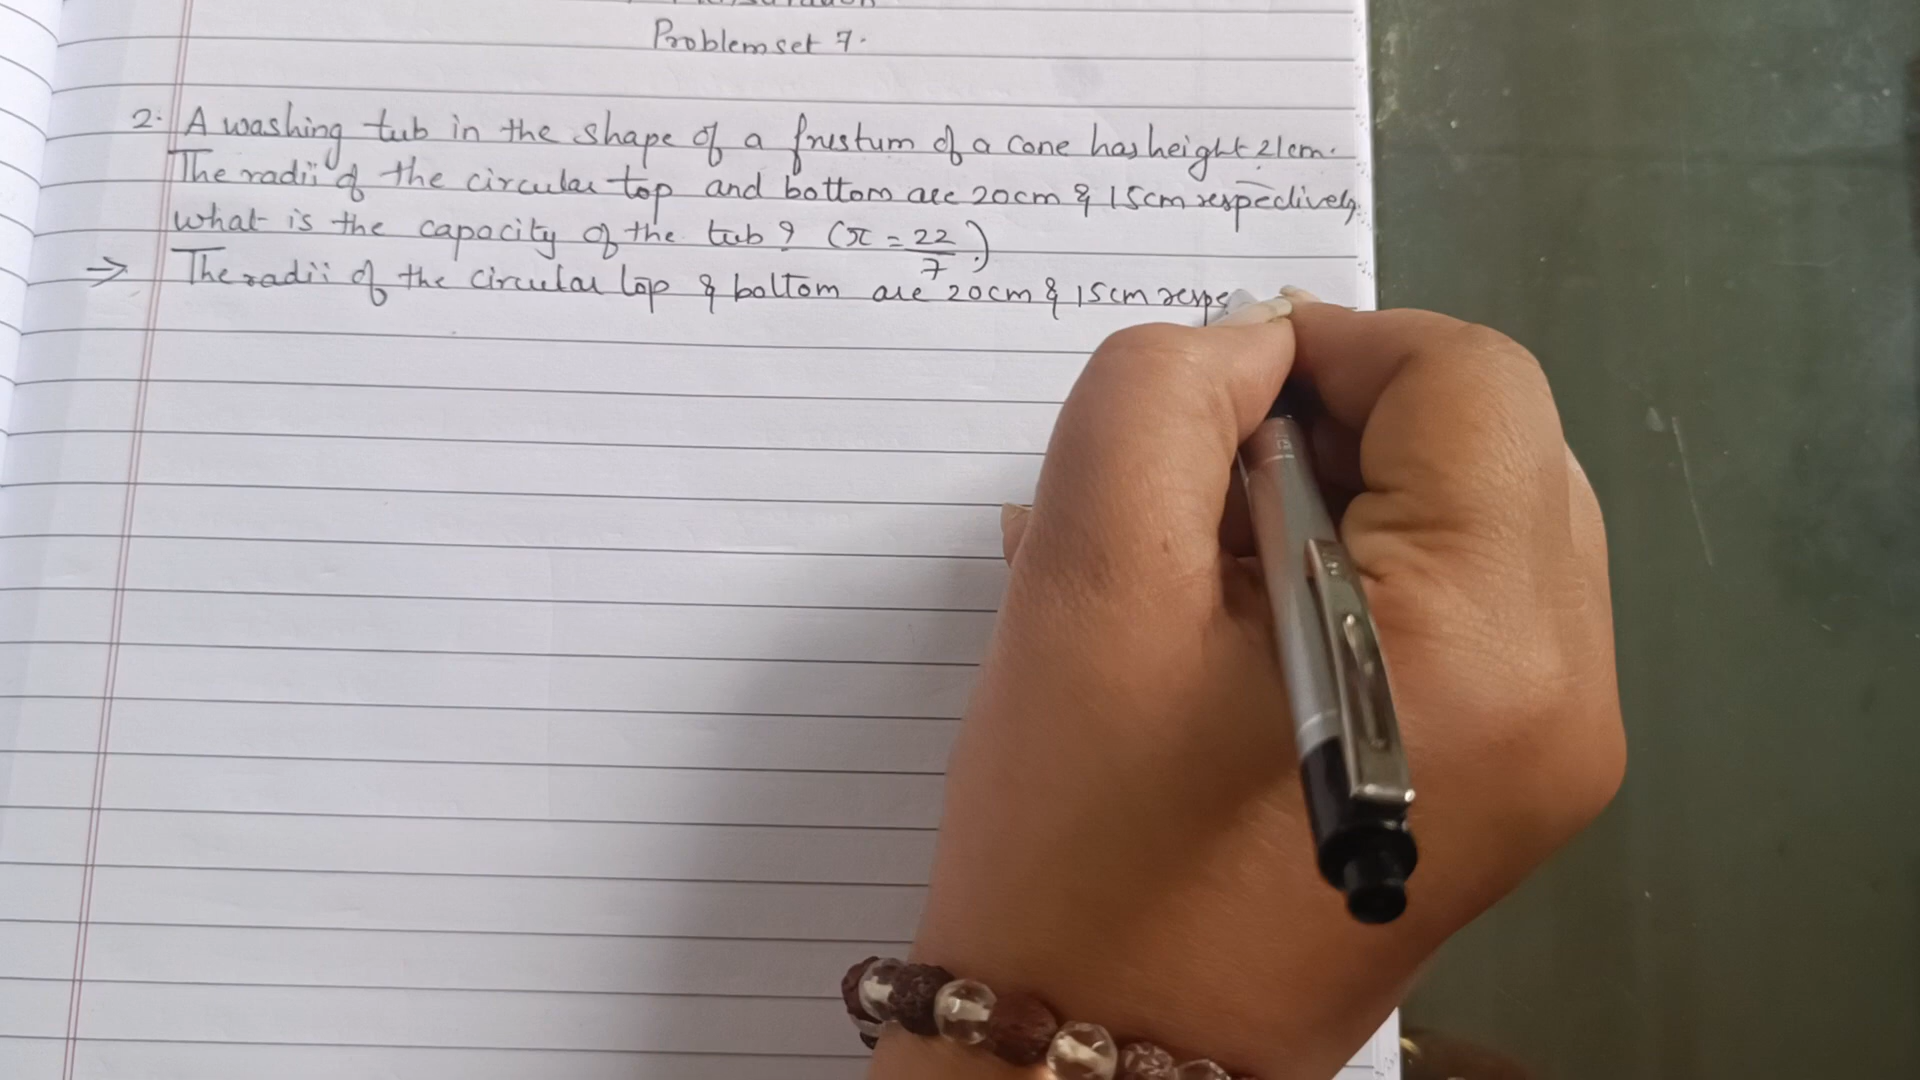 Problem set 7.
2. A washing tub in the shape of a frustum of a cone has height 21cm.
The radii of the circular top and bottom are 20cm & 15cm respectively.
what is the capacity of the tub? (π = 22/7.)
→ The radii of the circular top & bottom are 20cm & 15cm respe